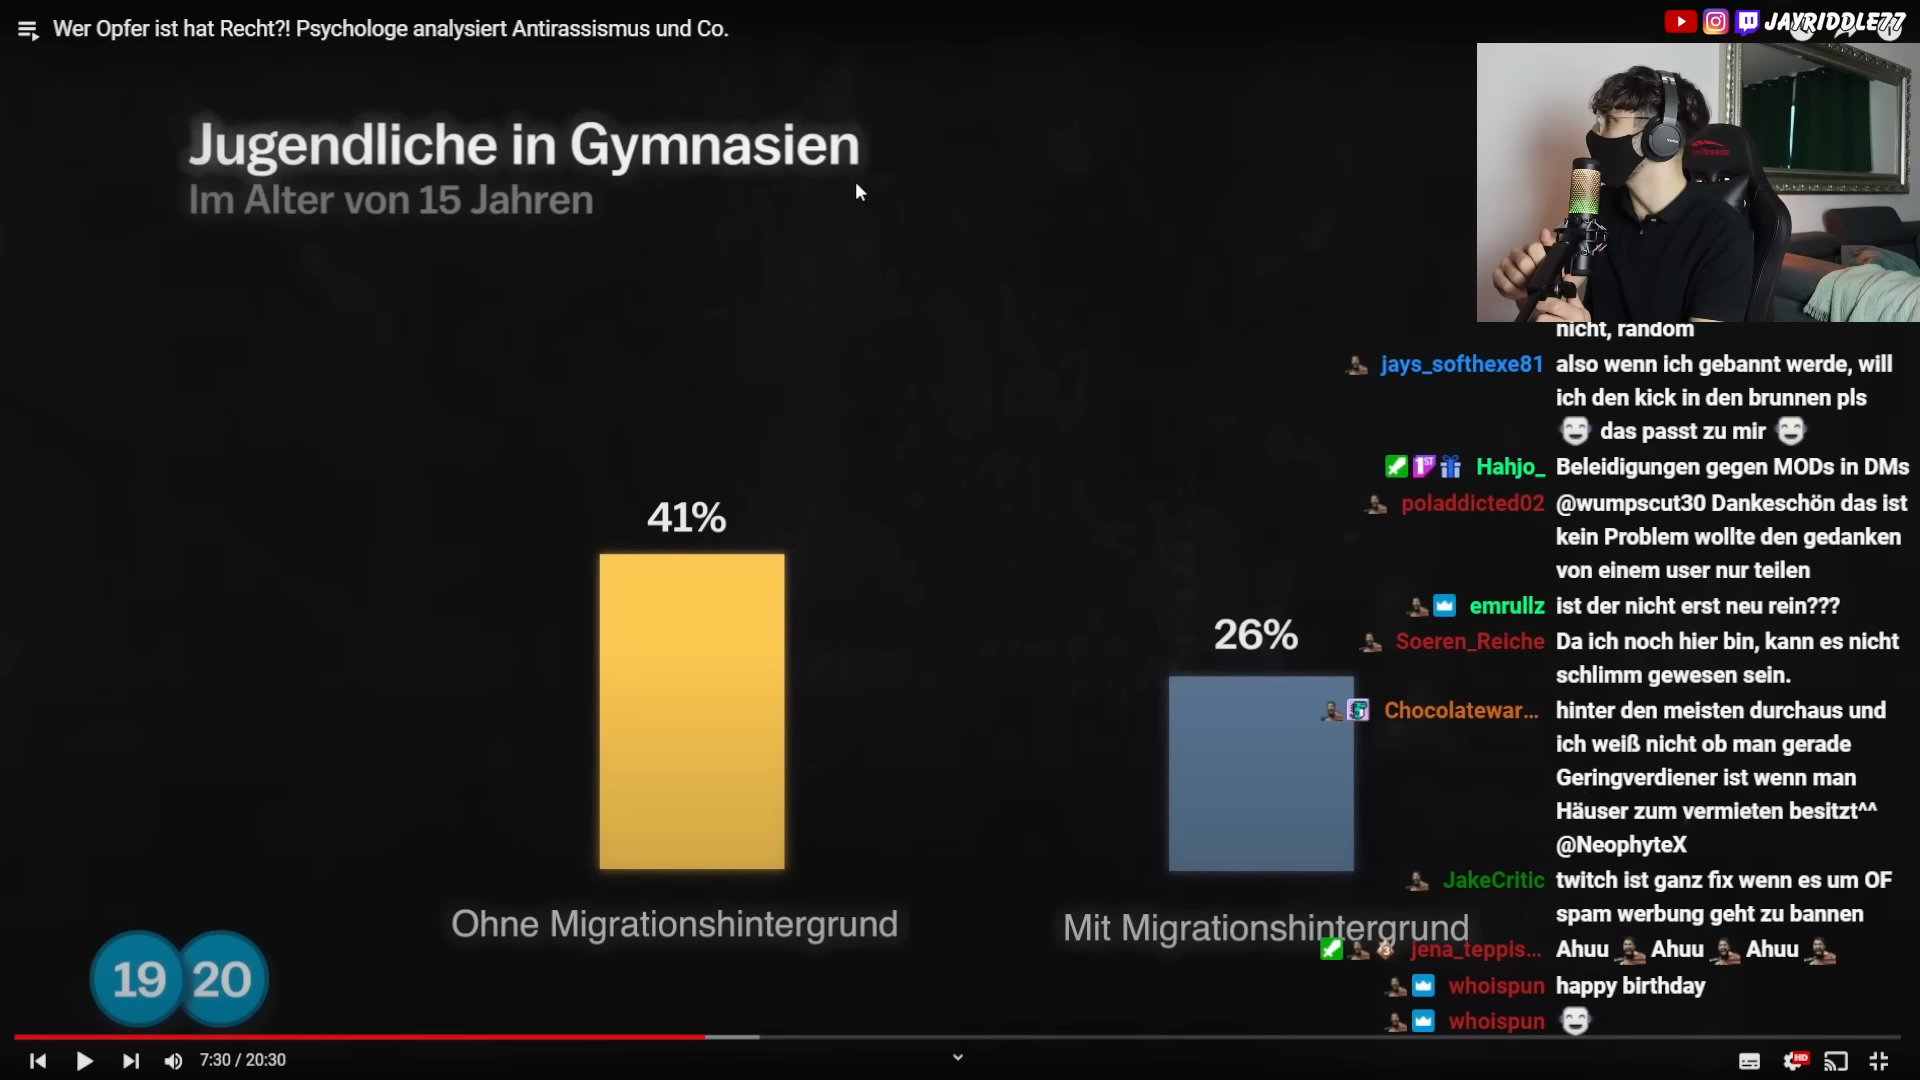 Wer Opfer ist hat Recht?! Psychologe analysiert Antirassismus und Co.
JAYRIDDLE77
Jugendliche in Gymnasien
Im Alter von 15 Jahren
41%
26%
Ohne Migrationshintergrund
Mit Migrationshintergrund
19 20
7:30 / 20:30
HD
nicht, random
jays_softhexe81 also wenn ich gebannt werde, will
ich den kick in den brunnen pls
das passt zu mir
1ST Hahjo_ Beleidigungen gegen MODs in DMs
poladdicted02 @wumpscut30 Dankeschön das ist
kein Problem wollte den gedanken
von einem user nur teilen
emrullz ist der nicht erst neu rein???
Soeren_Reiche Da ich noch hier bin, kann es nicht
schlimm gewesen sein.
Chocolatewar… hinter den meisten durchaus und
ich weiß nicht ob man gerade
Geringverdiener ist wenn man
Häuser zum vermieten besitzt^^
@NeophyteX
JakeCritic twitch ist ganz fix wenn es um OF
spam werbung geht zu bannen
3 jena_teppis… Ahuu Ahuu Ahuu
whoispun happy birthday
whoispun